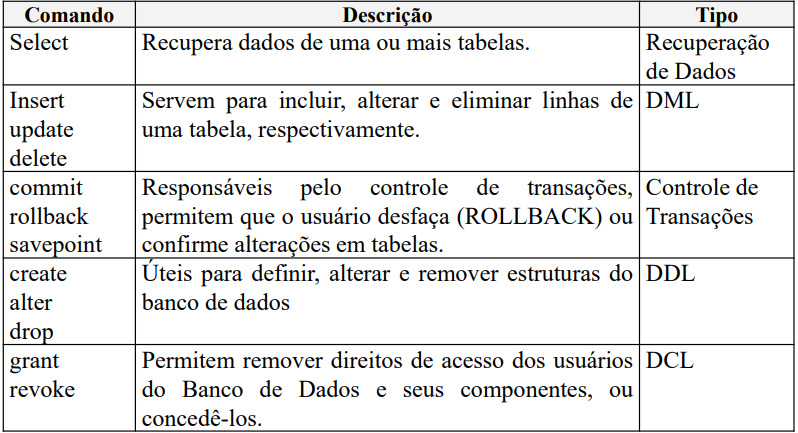 Comando Descrição Tipo
Select Recupera dados de uma ou mais tabelas. Recuperação
de Dados
Insert Servem para incluir, alterar e eliminar linhas de DML
update uma tabela, respectivamente.
delete
commit Responsáveis pelo controle de transações, Controle de
rollback permitem que o usuário desfaça (ROLLBACK) ou Transações
savepoint confirme alterações em tabelas.
create Úteis para definir, alterar e remover estruturas do DDL
alter banco de dados
drop
grant Permitem remover direitos de acesso dos usuários DCL
revoke do Banco de Dados e seus componentes, ou
concedê-los.